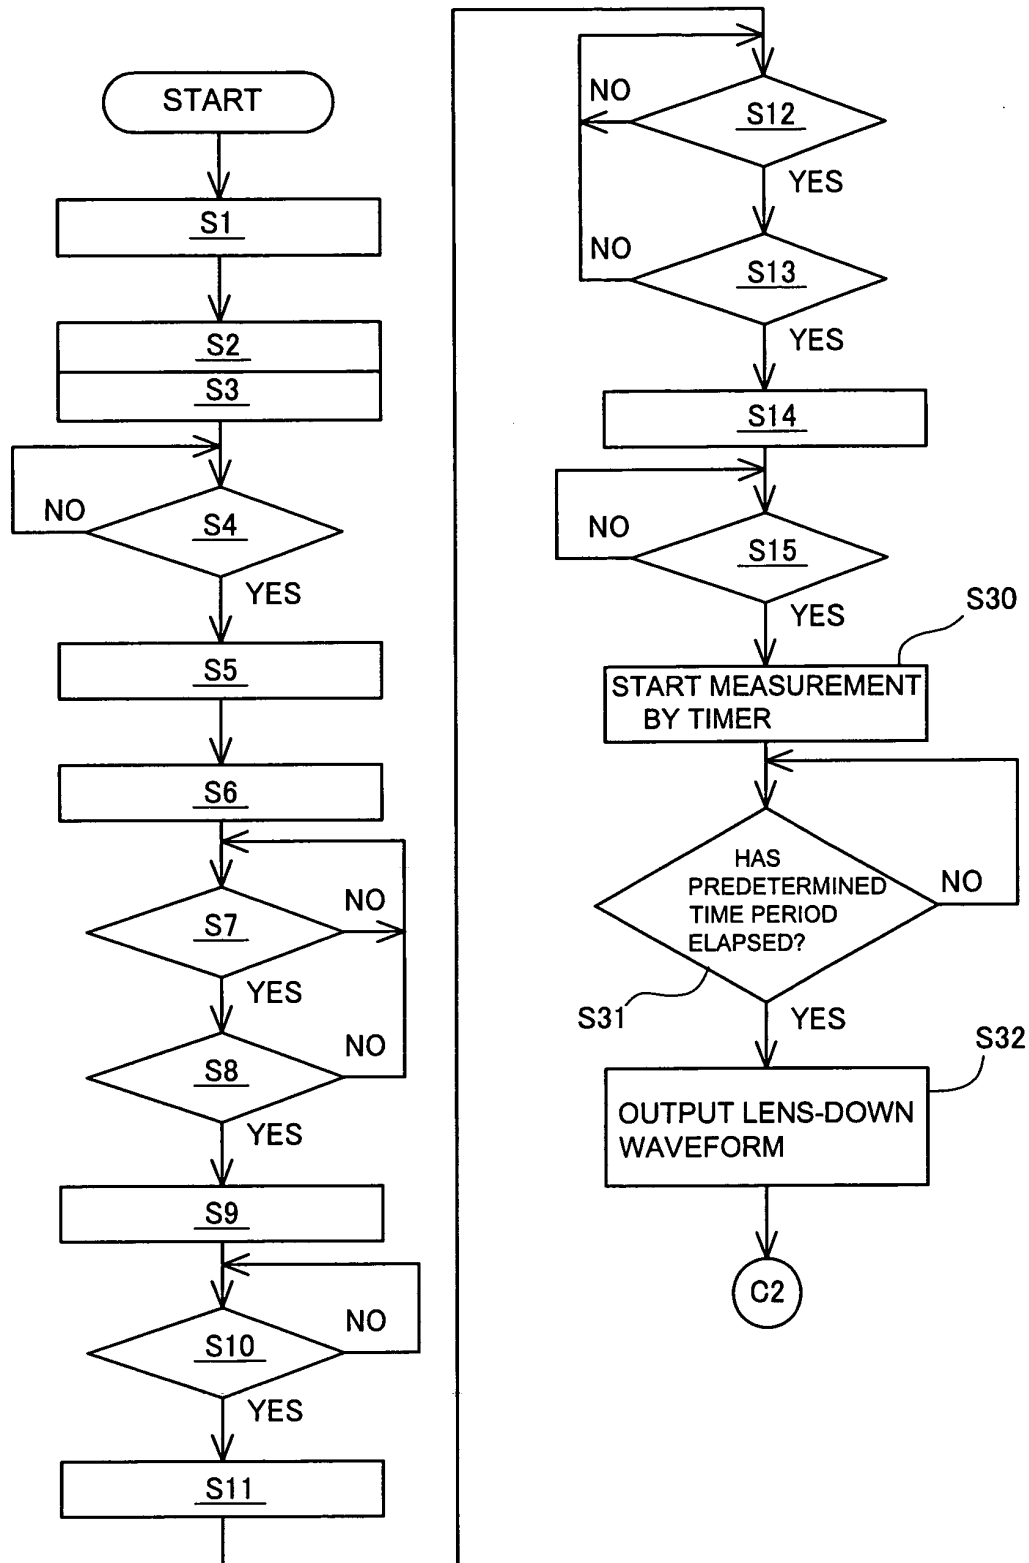 START
S1
S2
S3
NO
S4
YES
S5
S6
NO
S7
YES
NO
S8
YES
S9
NO
S10
YES
S11
NO
S12
YES
NO
S13
YES
S14
NO
S15
YES
S30
START MEASUREMENT
BY TIMER
HAS
PREDETERMINED
TIME PERIOD
ELAPSED?
NO
S31
YES
S32
OUTPUT LENS-DOWN
WAVEFORM
C2